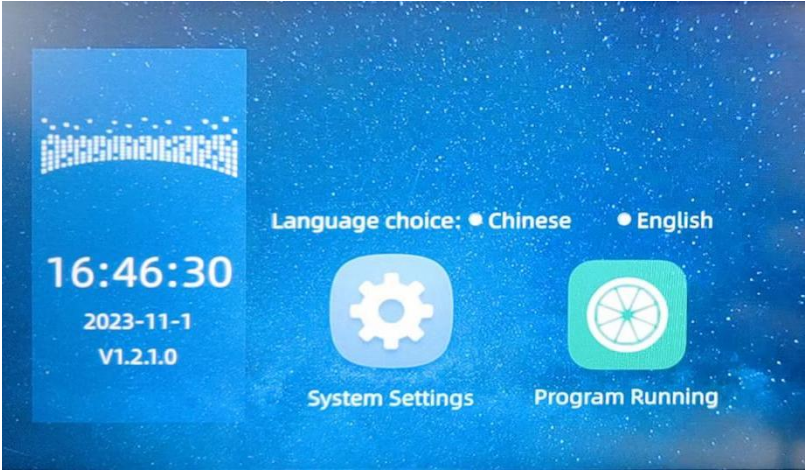 Language choice: Chinese English
16:46:30
2023-11-1
V1.2.1.0
System Settings
Program Running